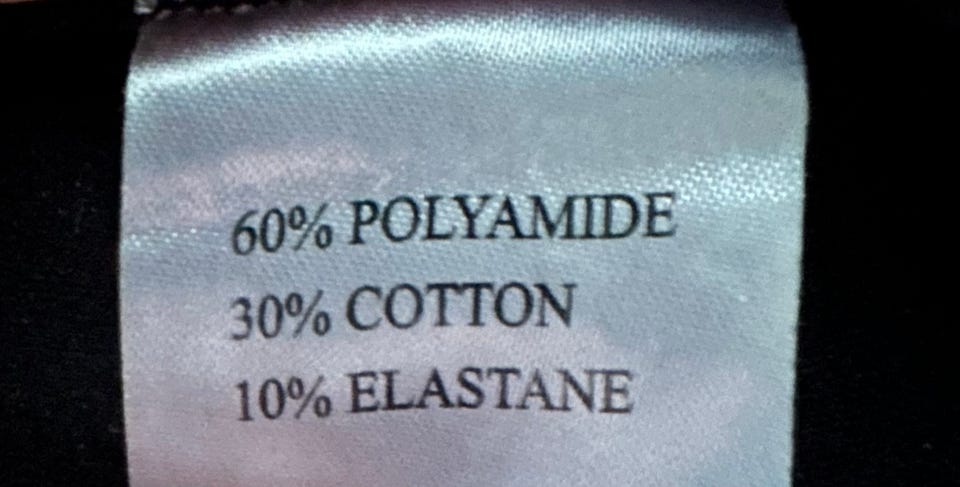 60% POLYAMIDE
30% COTTON
10% ELASTANE